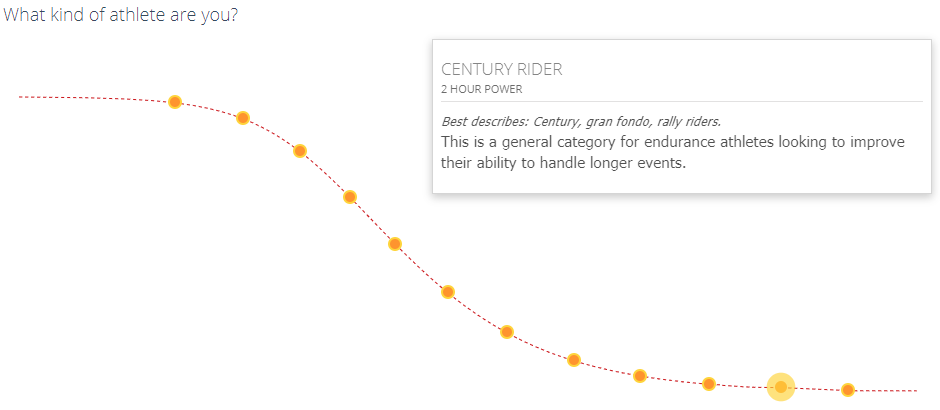 What kind of athlete are you?
CENTURY RIDER
2 HOUR POWER
Best describes: Century, gran fondo, rally riders.
This is a general category for endurance athletes looking to improve
their ability to handle longer events.